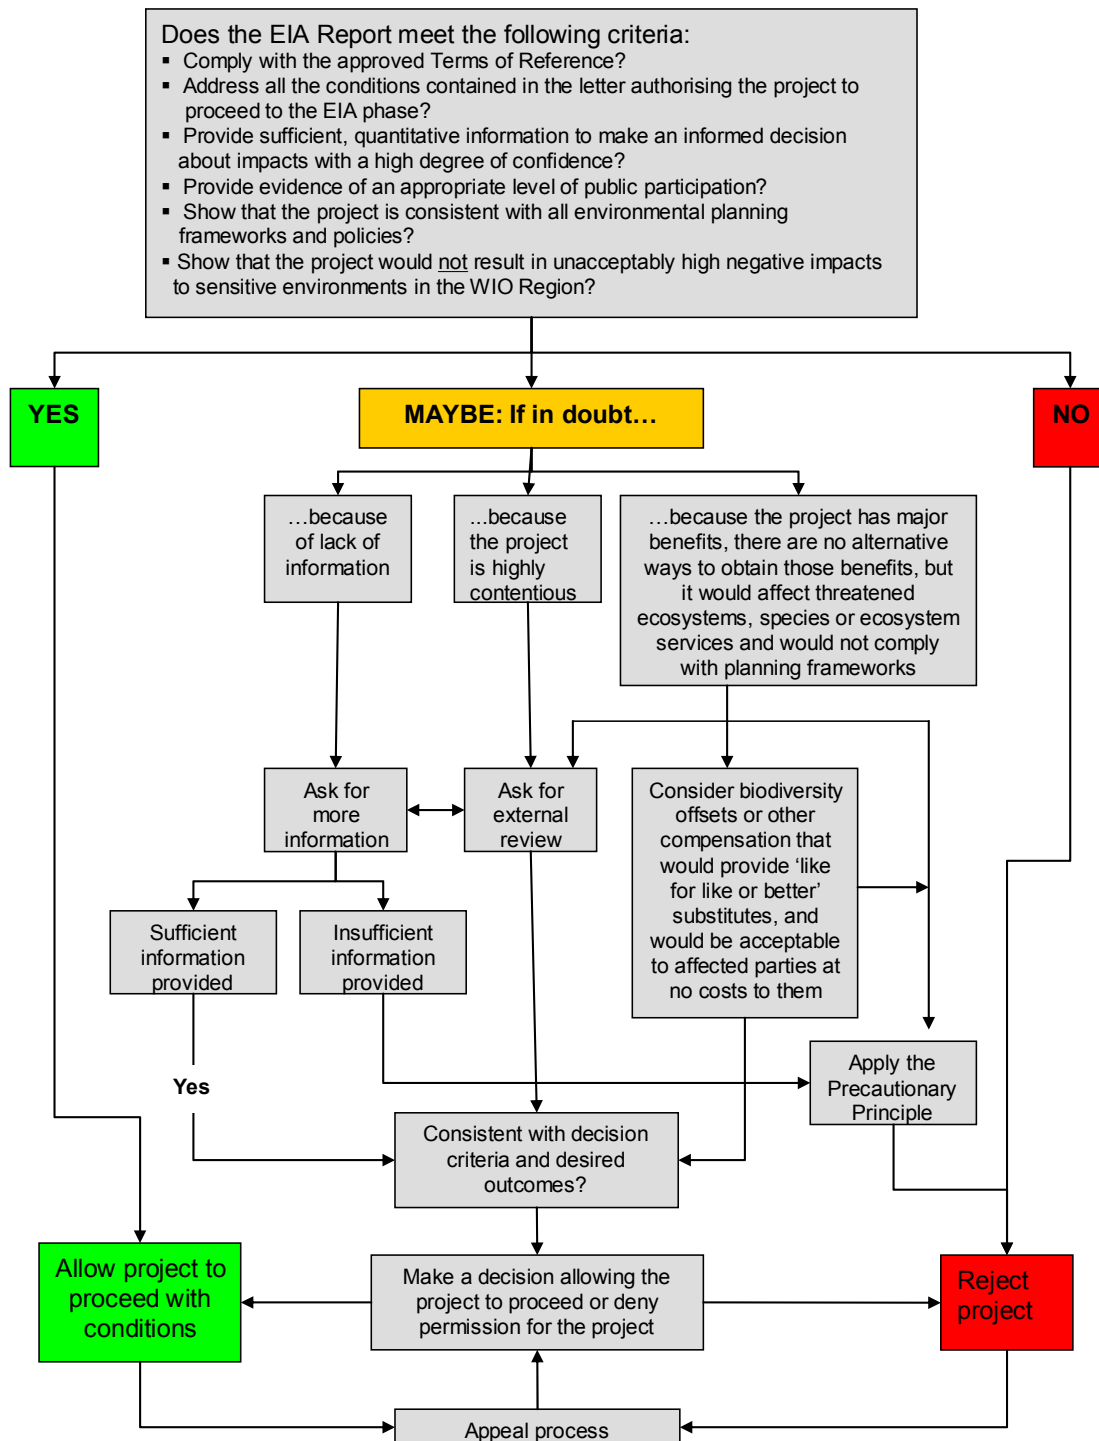 Does the EIA Report meet the following criteria:
▪ Comply with the approved Terms of Reference?
▪ Address all the conditions contained in the letter authorising the project to
proceed to the EIA phase?
▪ Provide sufficient, quantitative information to make an informed decision
about impacts with a high degree of confidence?
▪ Provide evidence of an appropriate level of public participation?
▪ Show that the project is consistent with all environmental planning
frameworks and policies?
▪ Show that the project would not result in unacceptably high negative impacts
to sensitive environments in the WIO Region?
YES
MAYBE: If in doubt…
NO
…because
of lack of
information
...because
the project
is highly
contentious
…because the project has major
benefits, there are no alternative
ways to obtain those benefits, but
it would affect threatened
ecosystems, species or ecosystem
services and would not comply
with planning frameworks
Ask for
more
information
Ask for
external
review
Consider biodiversity
offsets or other
compensation that
would provide ‘like
for like or better’
substitutes, and
would be acceptable
to affected parties at
no costs to them
Sufficient
information
provided
Insufficient
information
provided
Yes
Apply the
Precautionary
Principle
Consistent with decision
criteria and desired
outcomes?
Allow project to
proceed with
conditions
Make a decision allowing the
project to proceed or deny
permission for the project
Reject
project
Appeal process